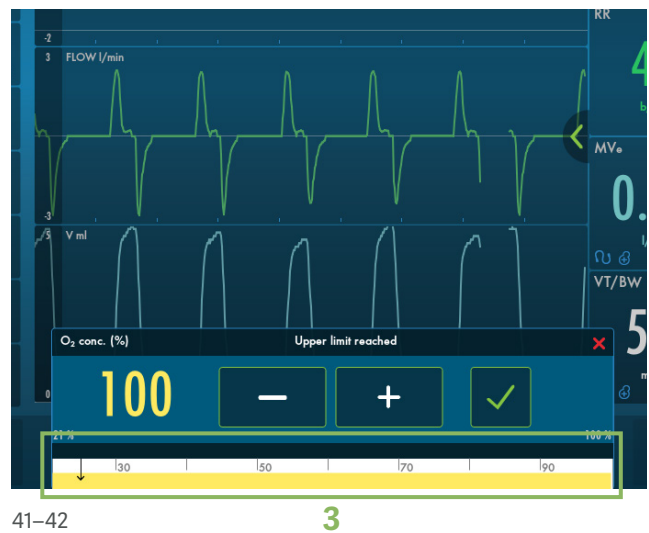 RR
-2
3 FLOW l/min
4
MVe
0.
-3
5 V ml
VT/BW
5
O₂ conc. (%) Upper limit reached
100
0
21 % 100 %
30 50 70 90
41–42 3